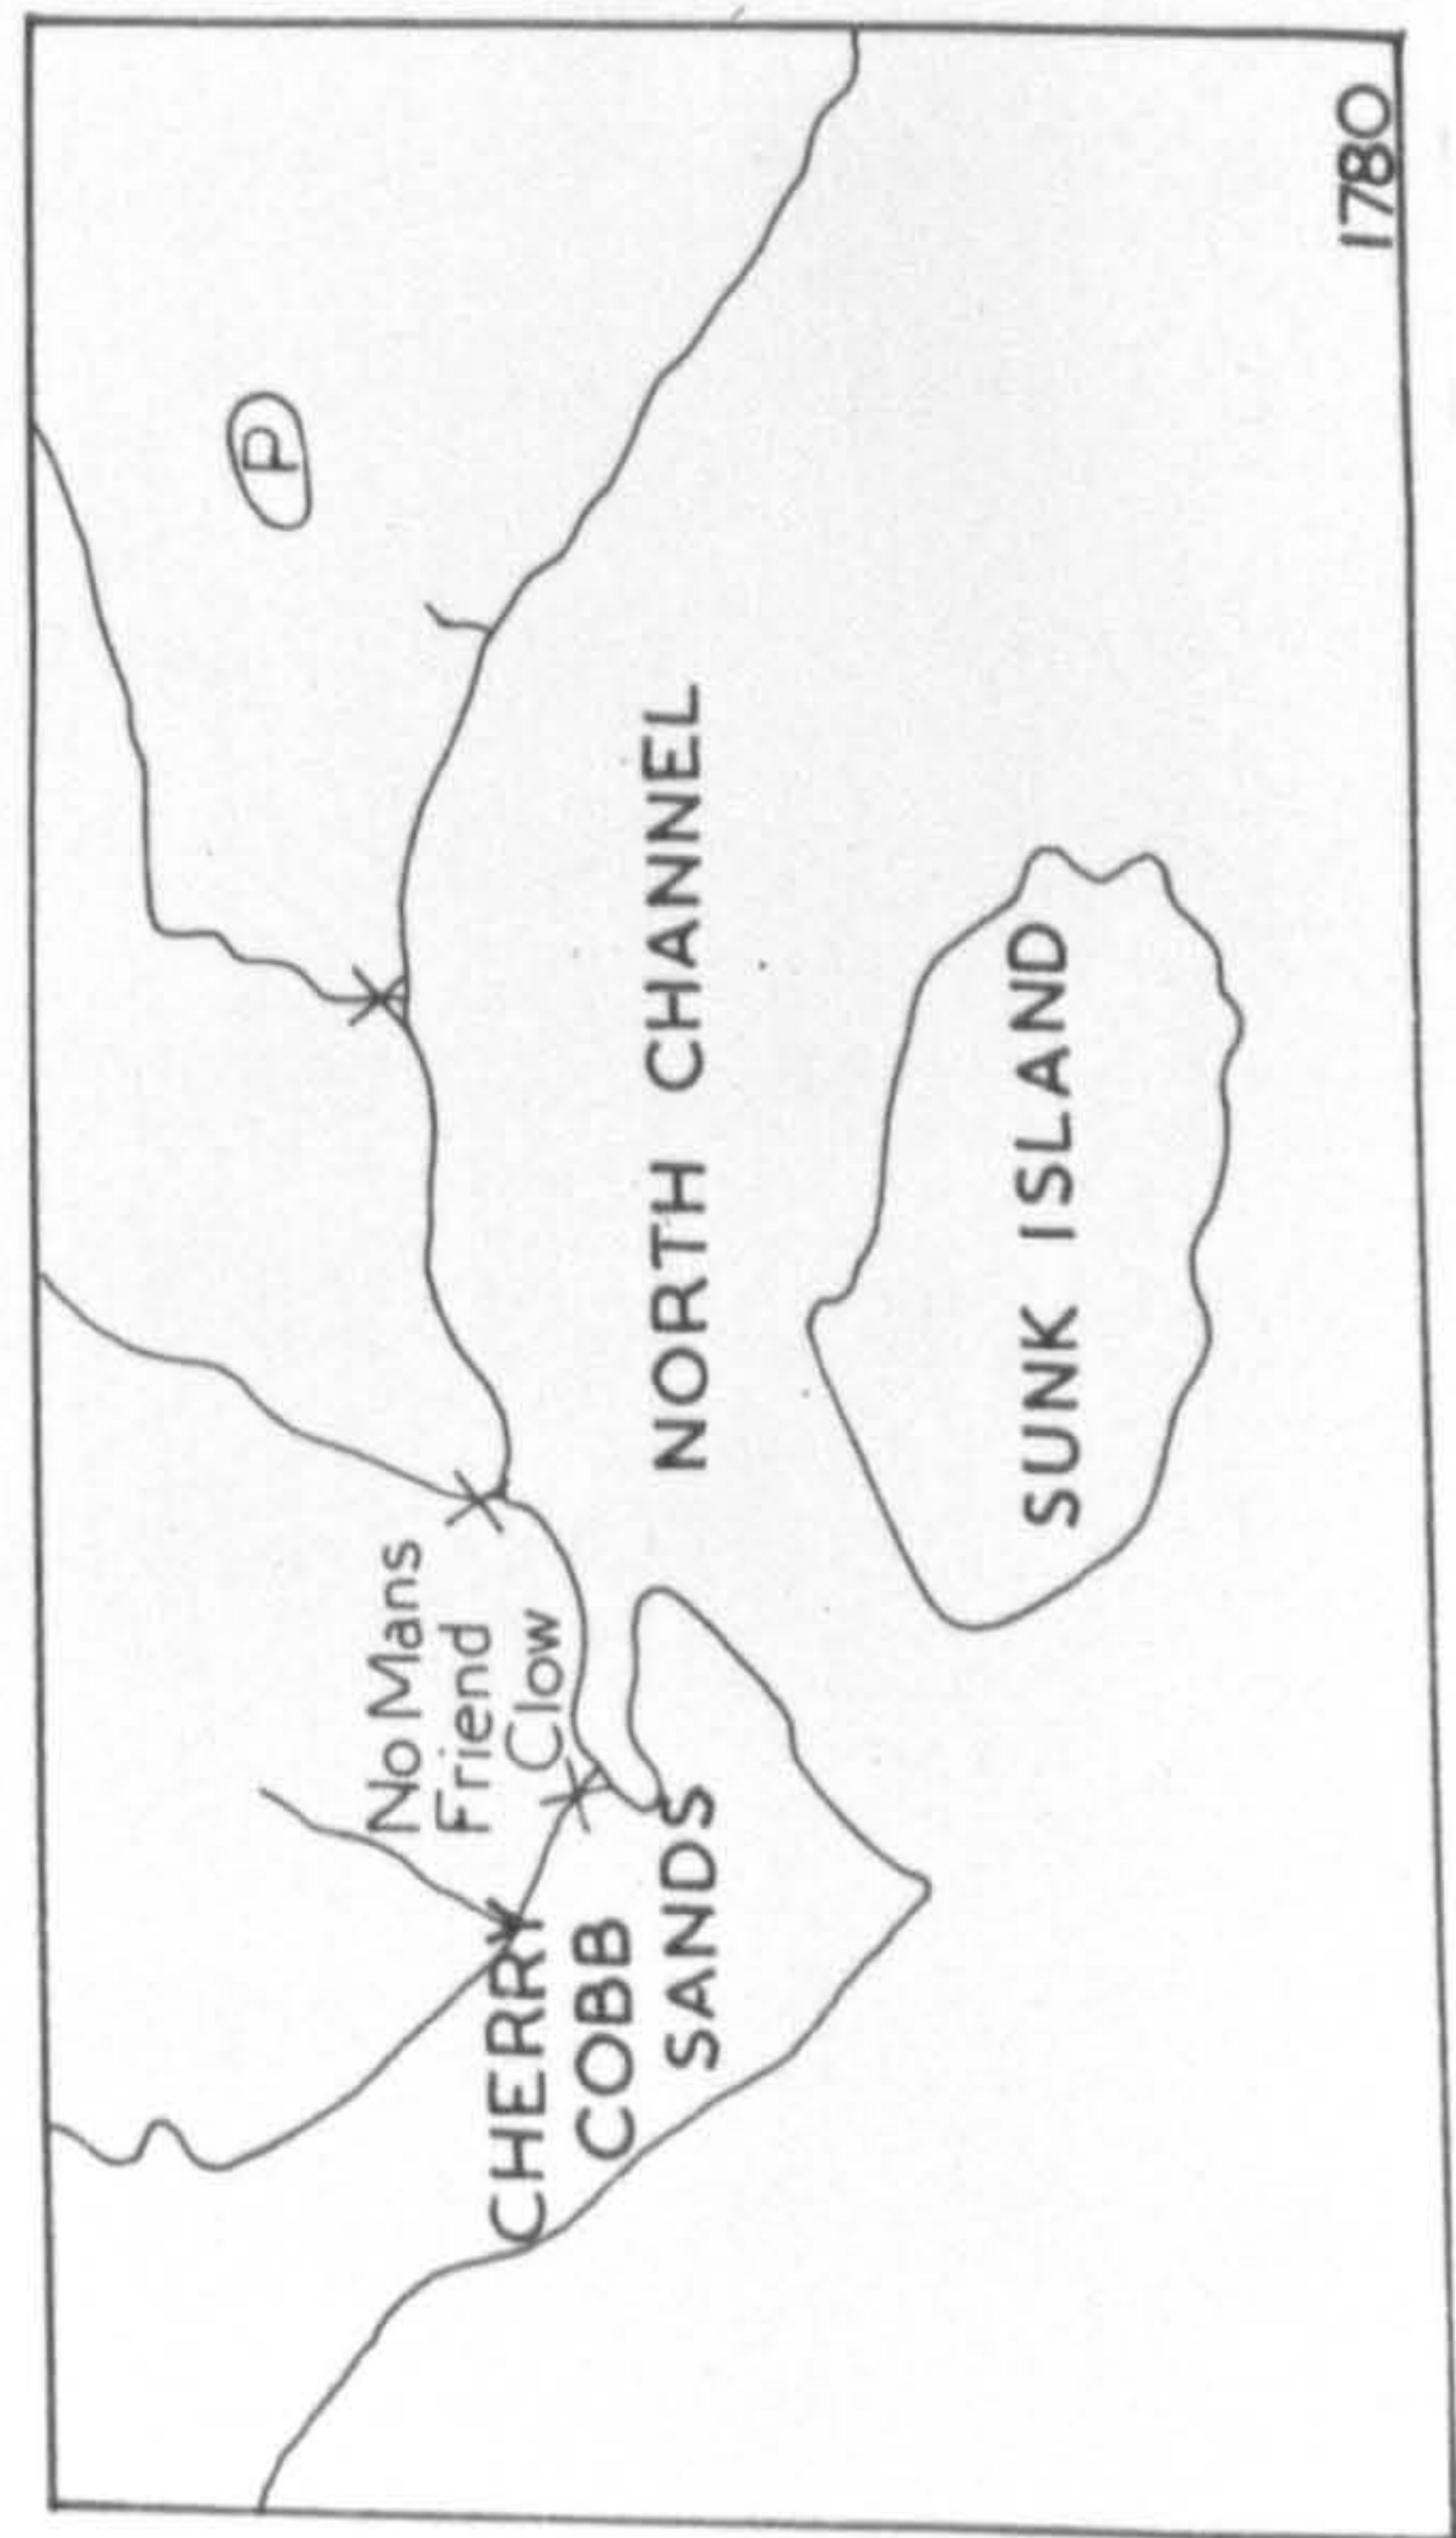 P
No Mans
Friend
Clow
NORTH CHANNEL
CHERRY
COBB
SANDS
SUNK ISLAND
1780